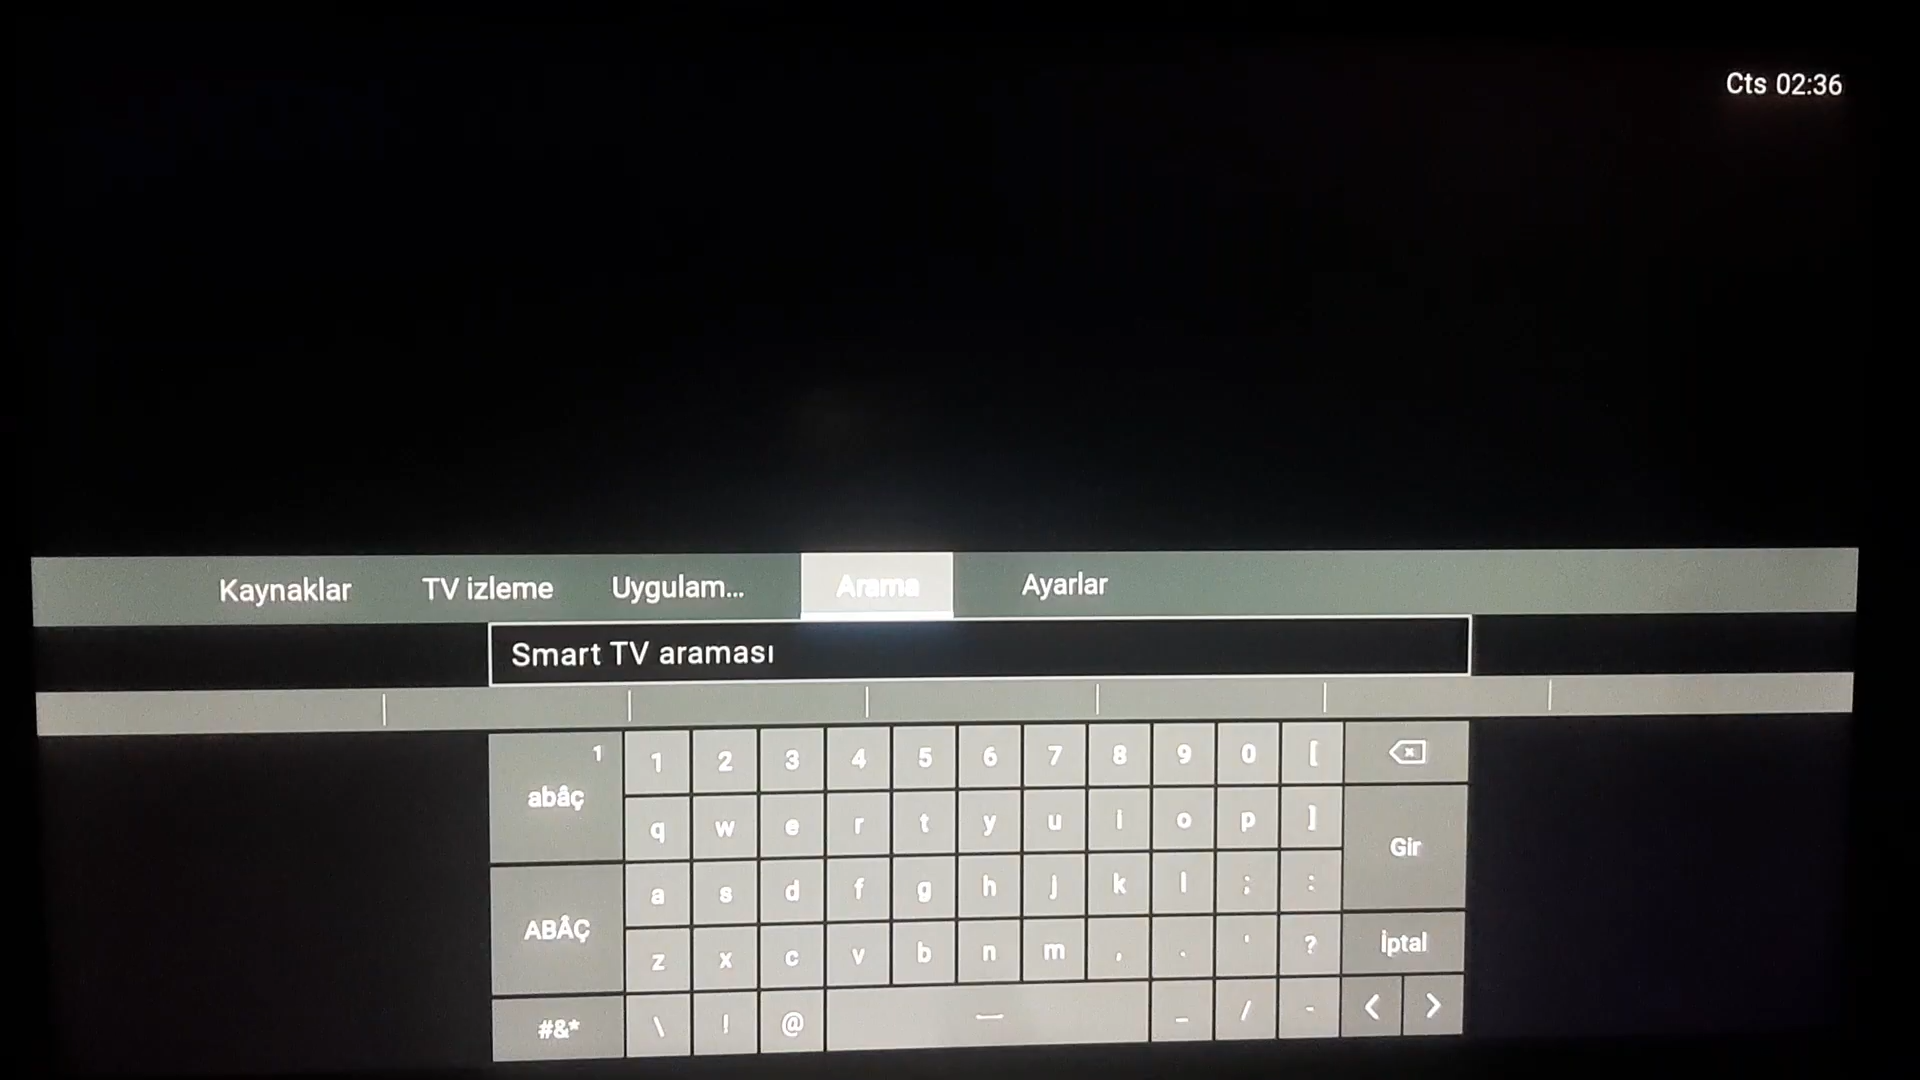 Cts 02:36
Kaynaklar TV izleme Uygulam... Arama Ayarlar
Smart TV araması
abâç 1 1 2 3 4 5 6 7 8 9 0 [
q w e r t y u i o p ] Gir
ABÂÇ a s d f g h j k l ; :
z x c v b n m , . ' ? İptal
#&* \ ! @ _ / - < >